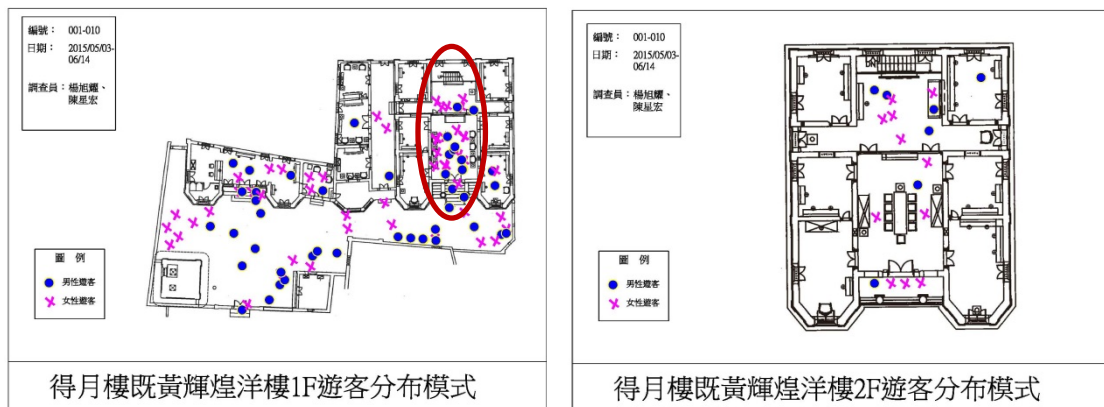 編號： 001-010
日期： 2015/05/03-
06/14
調查員：楊旭耀、
陳星宏
圖 例
男性遊客
女性遊客
得月樓既黃輝煌洋樓1F遊客分布模式
編號： 001-010
日期： 2015/05/03-
06/14
調查員：楊旭耀、
陳星宏
圖 例
男性遊客
女性遊客
得月樓既黃輝煌洋樓2F遊客分布模式